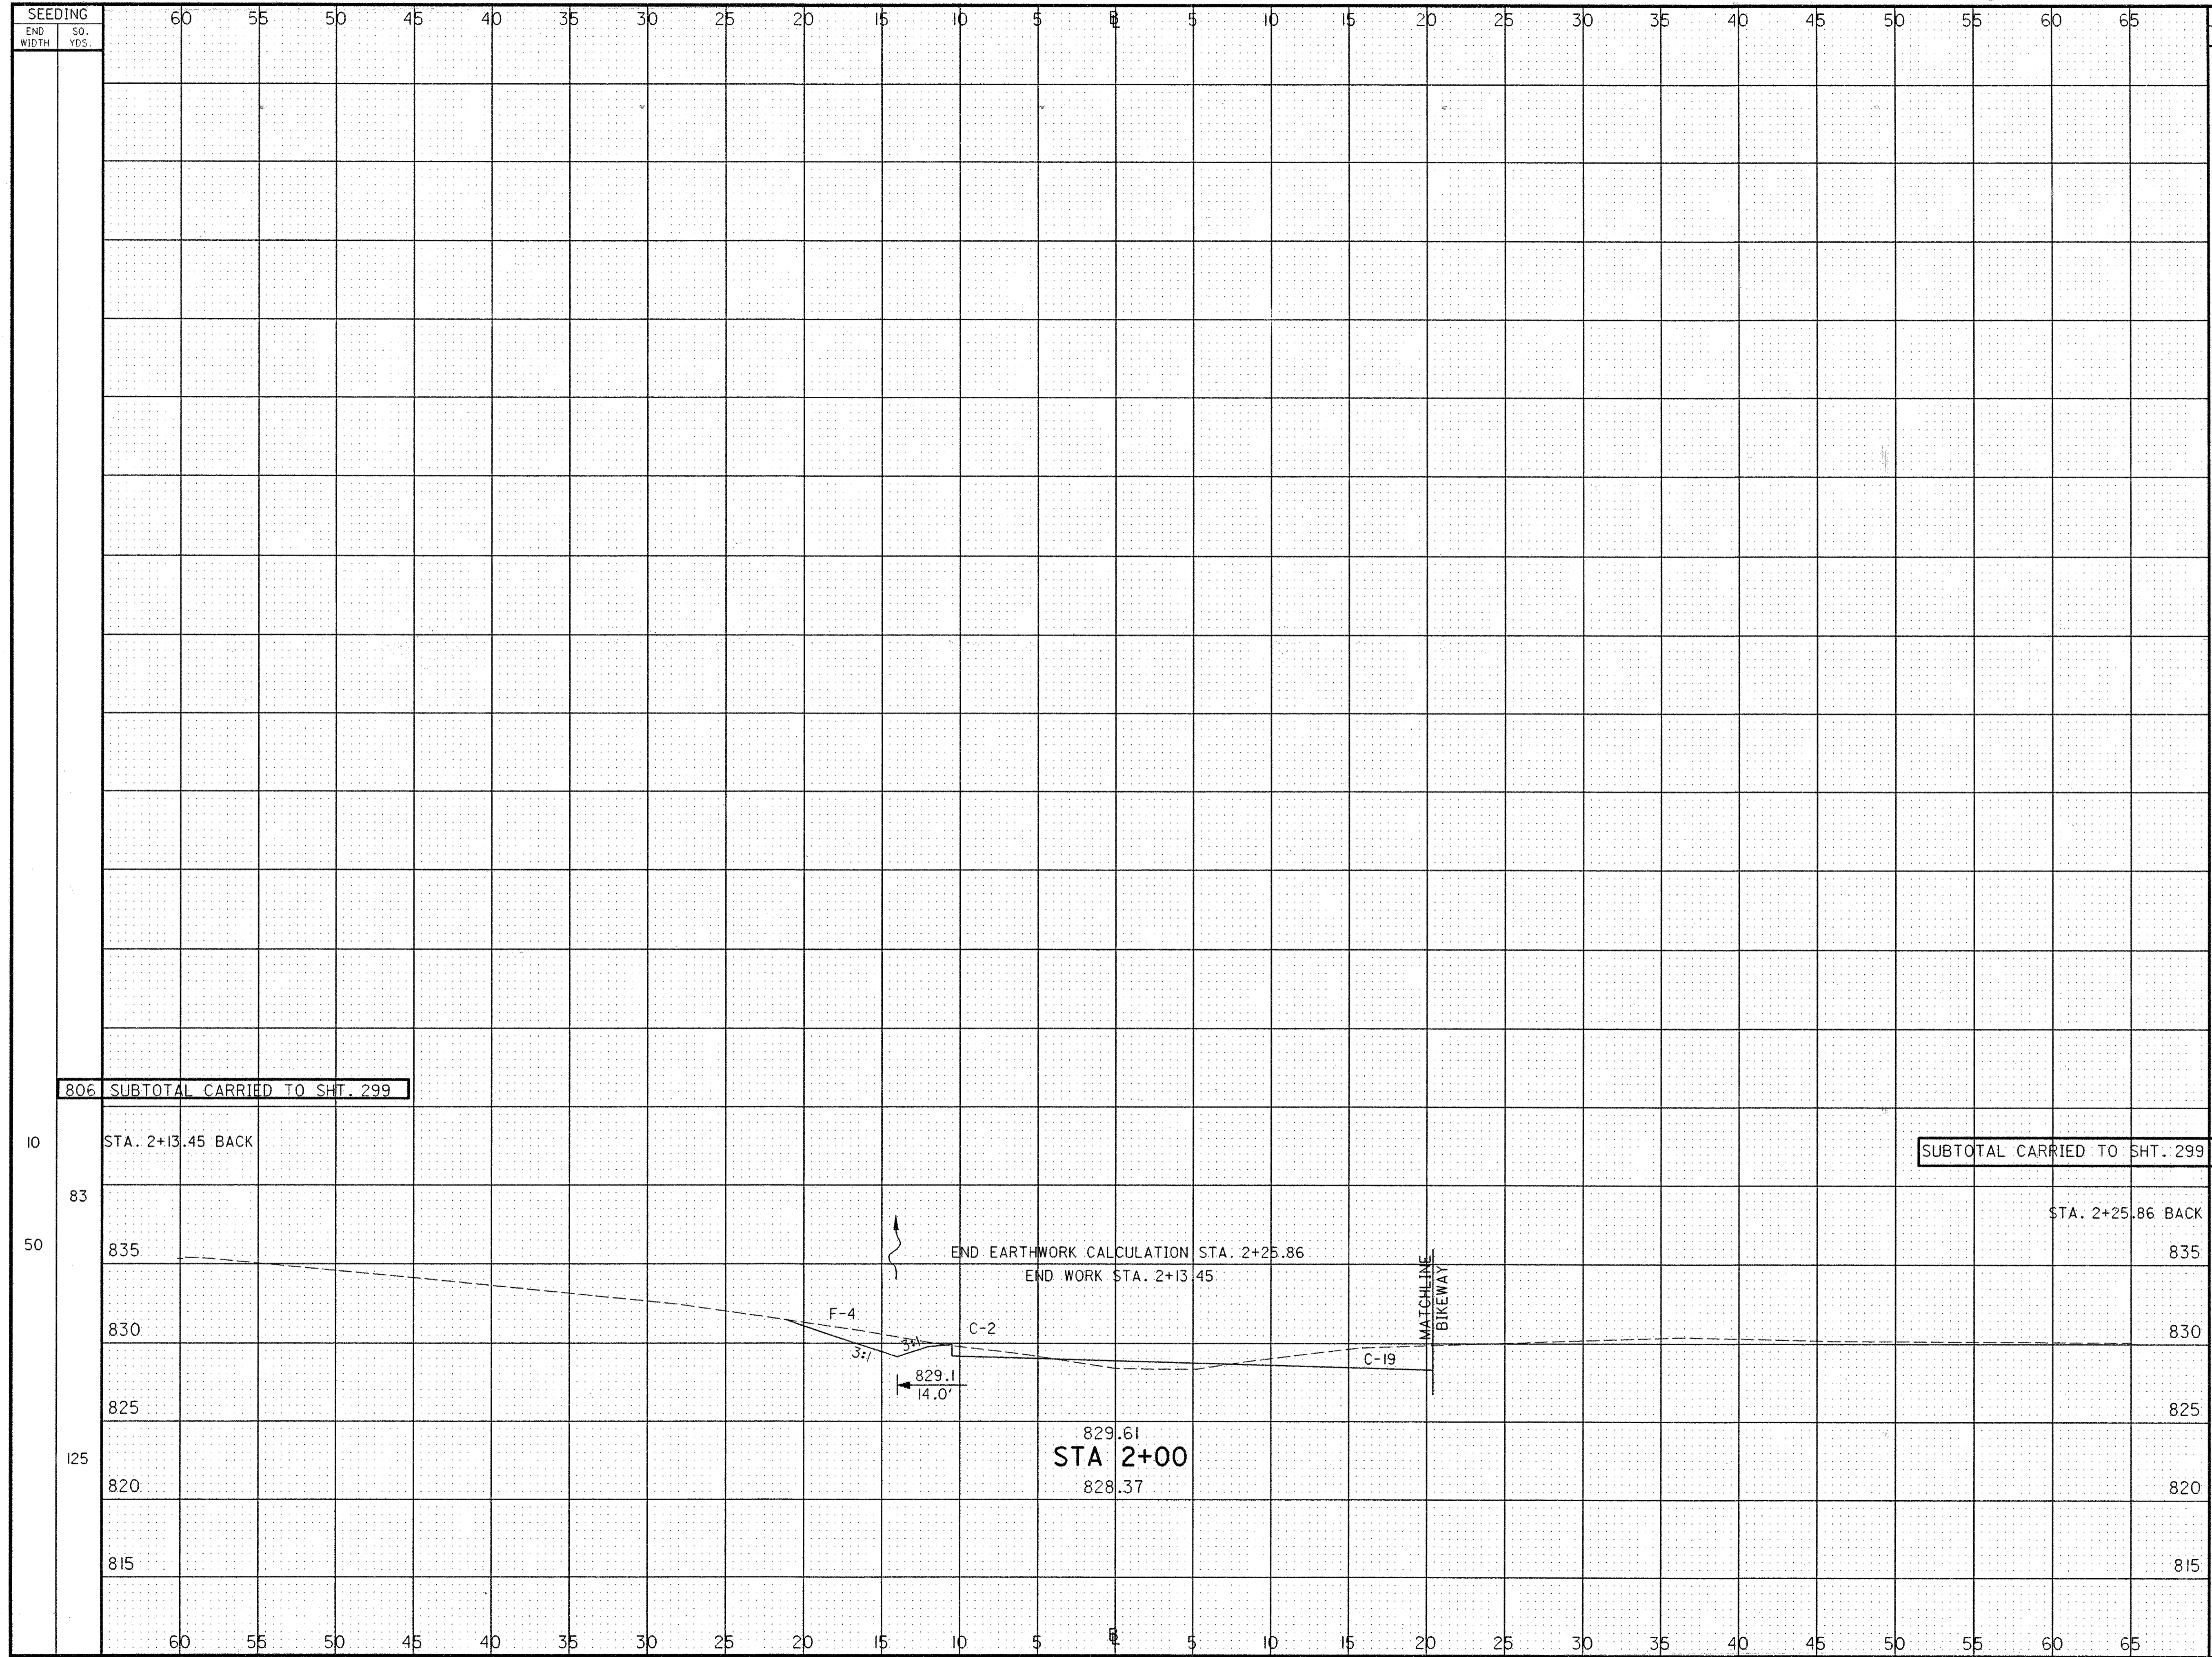 SEEDING
END WIDTH
SQ. YDS.
60 55 50 45 40 35 30 25 20 15 10 5 BL 5 10 15 20 25 30 35 40 45 50 55 60 65
806 SUBTOTAL CARRIED TO SHT. 299
10 STA. 2+13.45 BACK
SUBTOTAL CARRIED TO SHT. 299
83
STA. 2+25.86 BACK
50
835 END EARTHWORK CALCULATION STA. 2+25.86 835
END WORK STA. 2+13.45
MATCHLINE
BIKEWAY
F-4
830 C-2 830
3:1 3:1
C-19
829.1
14.0'
825 825
829.61
125 STA 2+00
820 828.37 820
815 815
60 55 50 45 40 35 30 25 20 15 10 5 BL 5 10 15 20 25 30 35 40 45 50 55 60 65